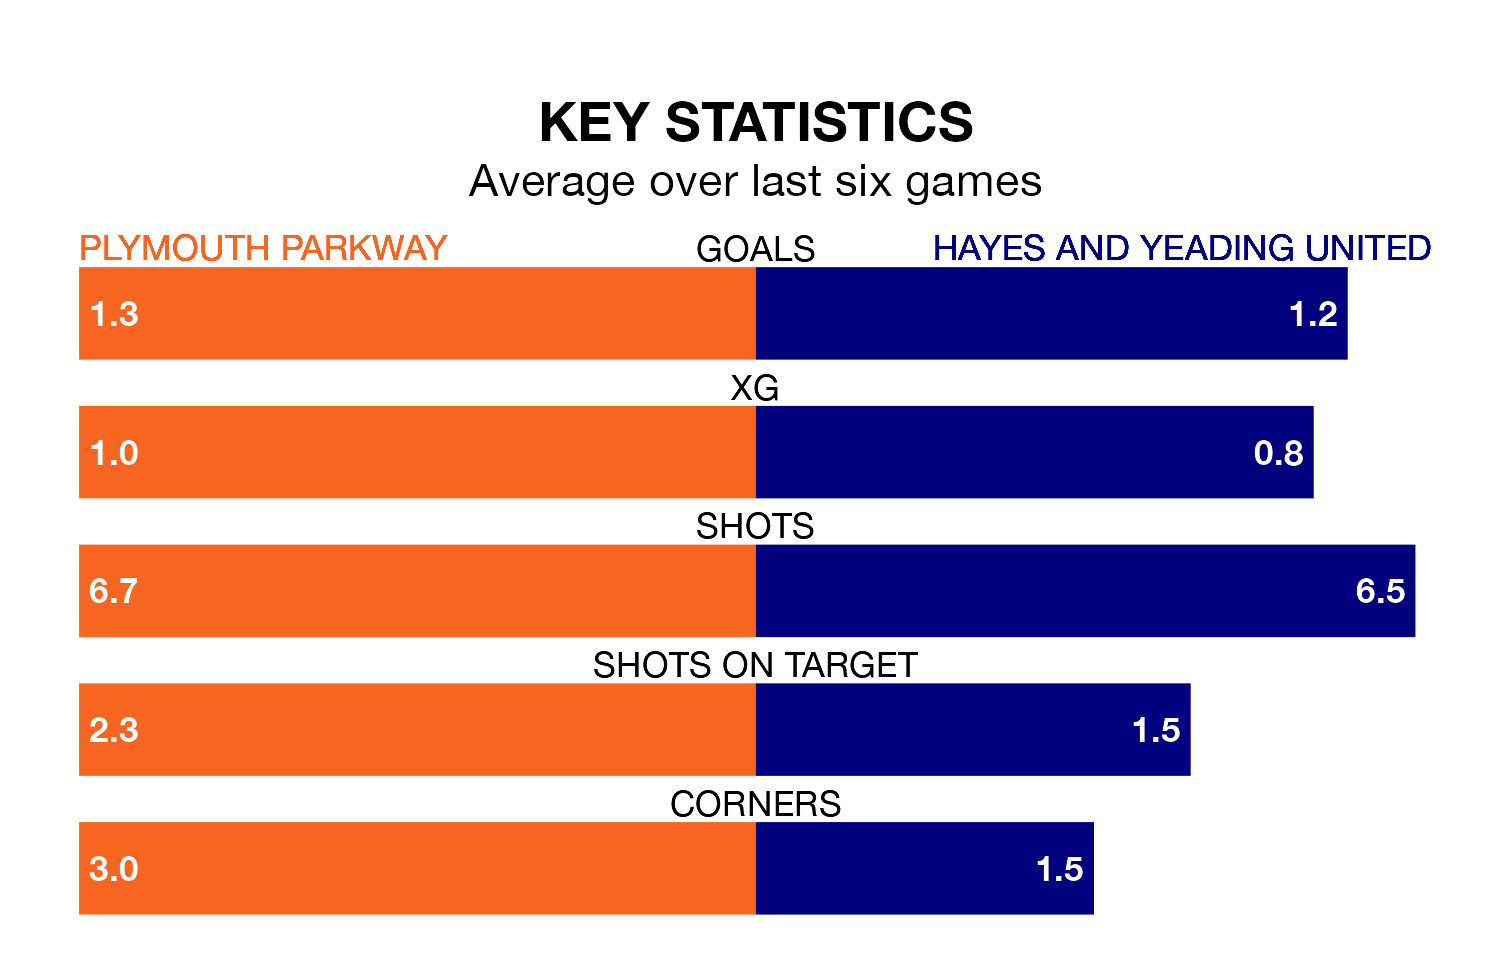 KEY STATISTICS
Average over last six games
PLYMOUTH PARKWAY GOALS HAYES AND YEADING UNITED
1.3 1.2
XG
1.0 0.8
SHOTS
6.7 6.5
SHOTS ON TARGET
2.3 1.5
CORNERS
3.0 1.5